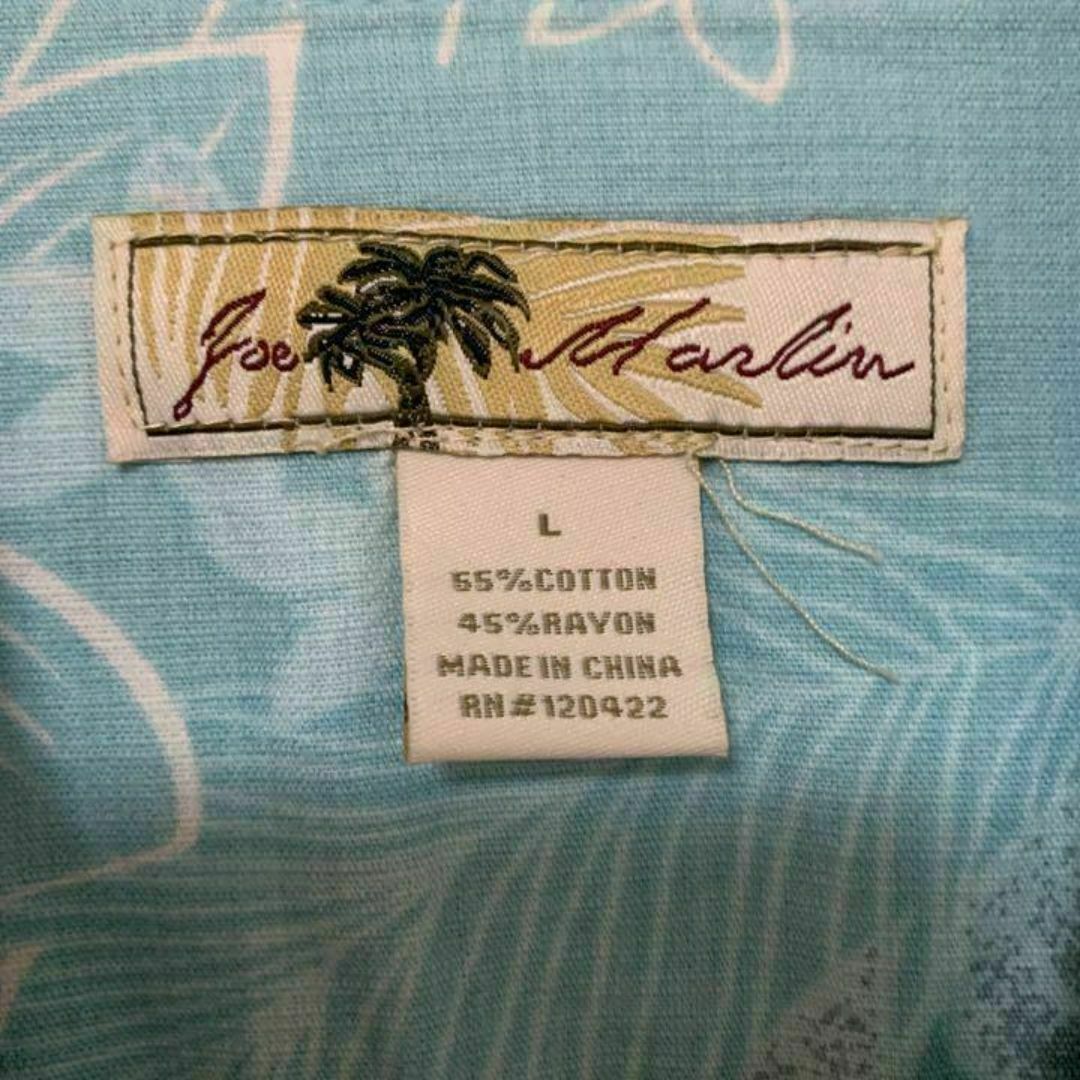 Joe Marlin
L
55%COTTON
45%RAYON
MADE IN CHINA
RN#120422